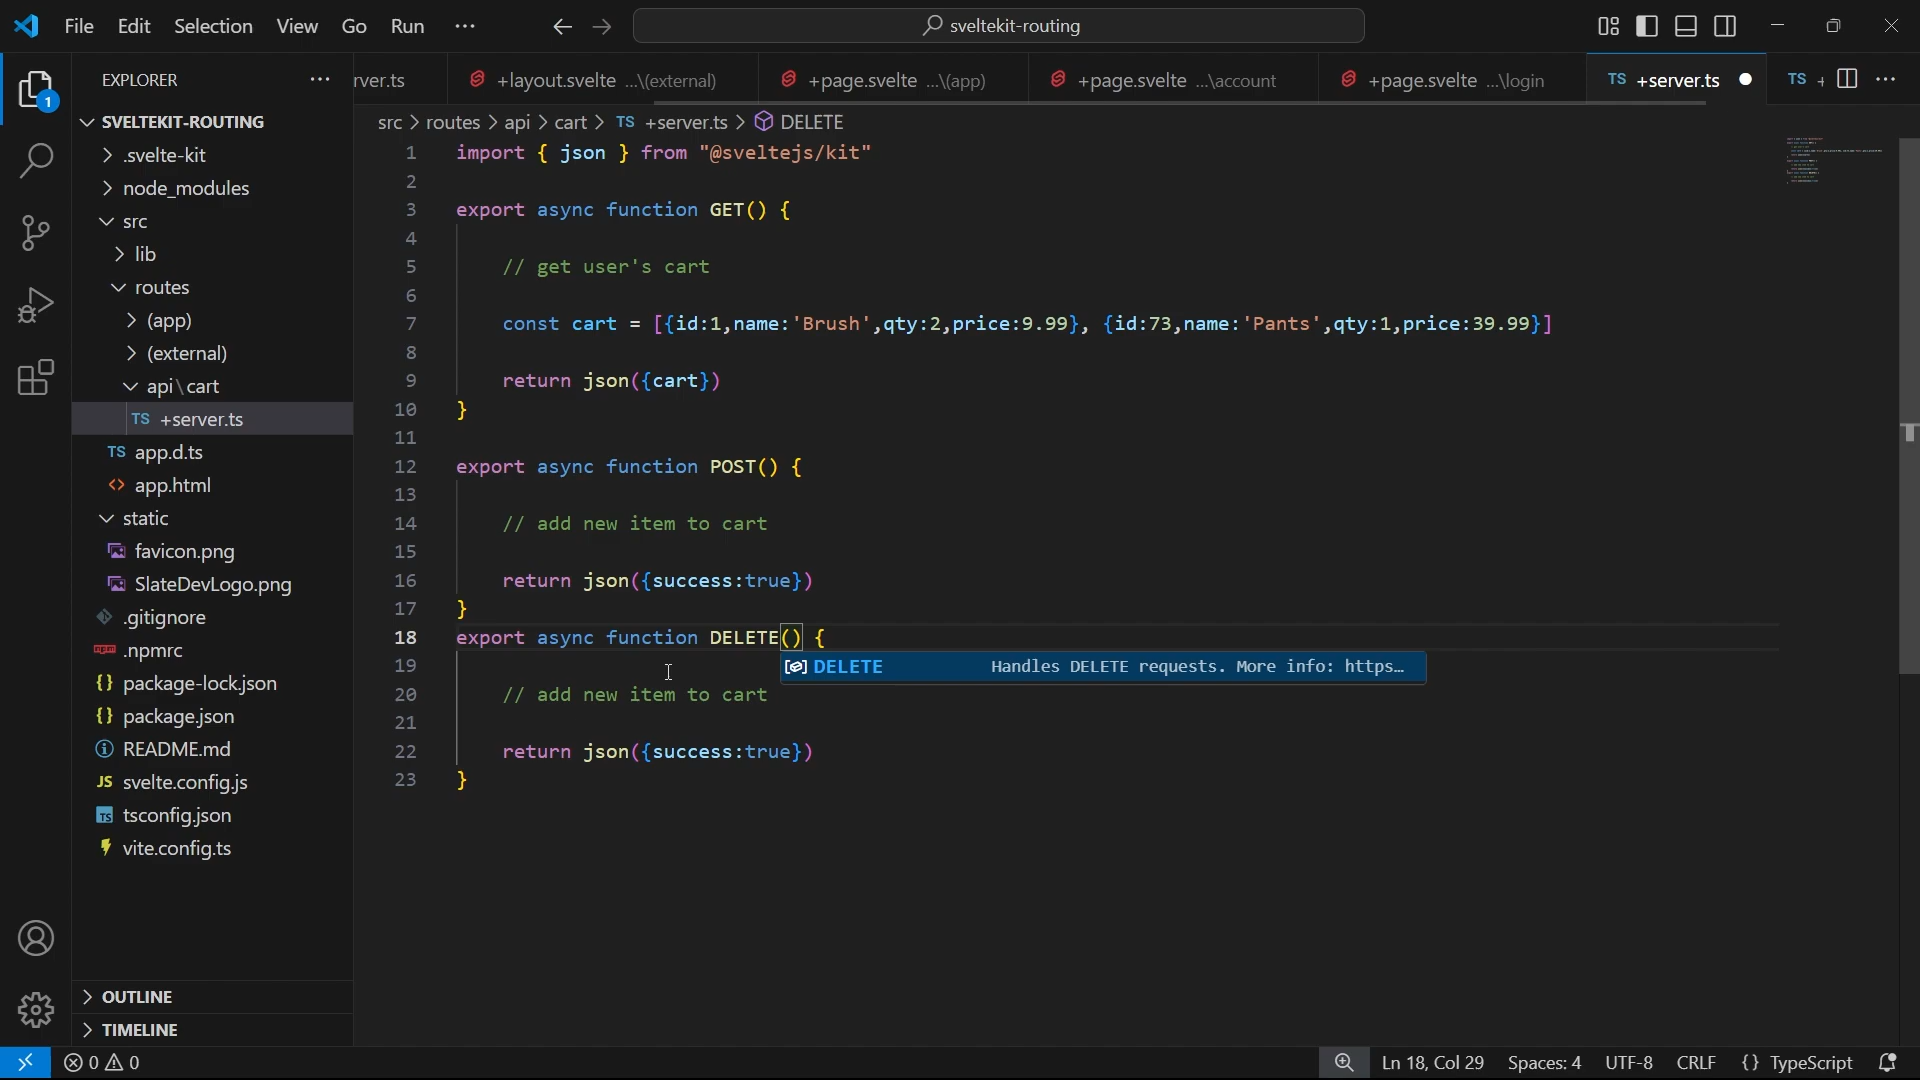 File Edit Selection View Go Run ··· sveltekit-routing
EXPLORER ···
rver.ts +layout.svelte ...\(external) +page.svelte ...\(app) +page.svelte ...\account +page.svelte ...\login TS +server.ts TS + ···
1
src > routes > api > cart > TS +server.ts > DELETE
SVELTEKIT-ROUTING
.svelte-kit
node_modules
src
lib
routes
(app)
(external)
api\cart
TS +server.ts
TS app.d.ts
<> app.html
static
favicon.png
SlateDevLogo.png
.gitignore
npm .npmrc
{} package-lock.json
{} package.json
README.md
JS svelte.config.js
TS tsconfig.json
vite.config.ts
OUTLINE
TIMELINE
1 import { json } from "@sveltejs/kit"
2
3 export async function GET() {
4
5 // get user's cart
6
7 const cart = [{id:1,name:'Brush',qty:2,price:9.99}, {id:73,name:'Pants',qty:1,price:39.99}]
8
9 return json({cart})
10 }
11
12 export async function POST() {
13
14 // add new item to cart
15
16 return json({success:true})
17 }
18 export async function DELETE() {
19
DELETE Handles DELETE requests. More info: https…
20 // add new item to cart
21
22 return json({success:true})
23 }
0 0 Ln 18, Col 29 Spaces: 4 UTF-8 CRLF {} TypeScript